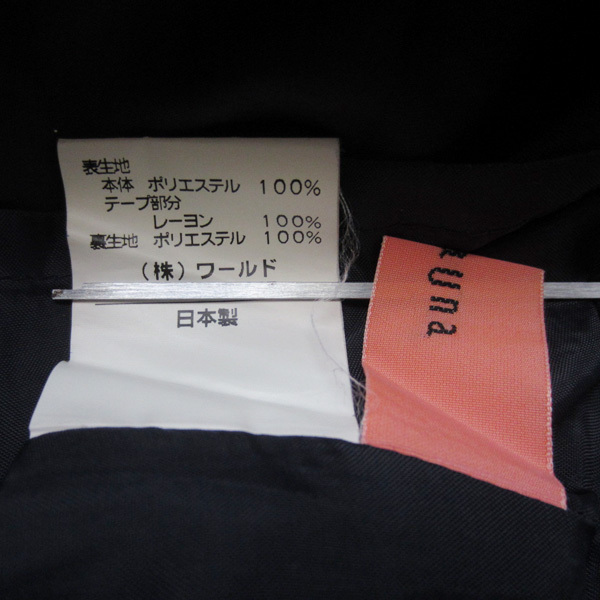 表生地
本体 ポリエステル 100%
テープ部分
レーヨン 100%
裏生地 ポリエステル 100%
(株)ワールド
日本製